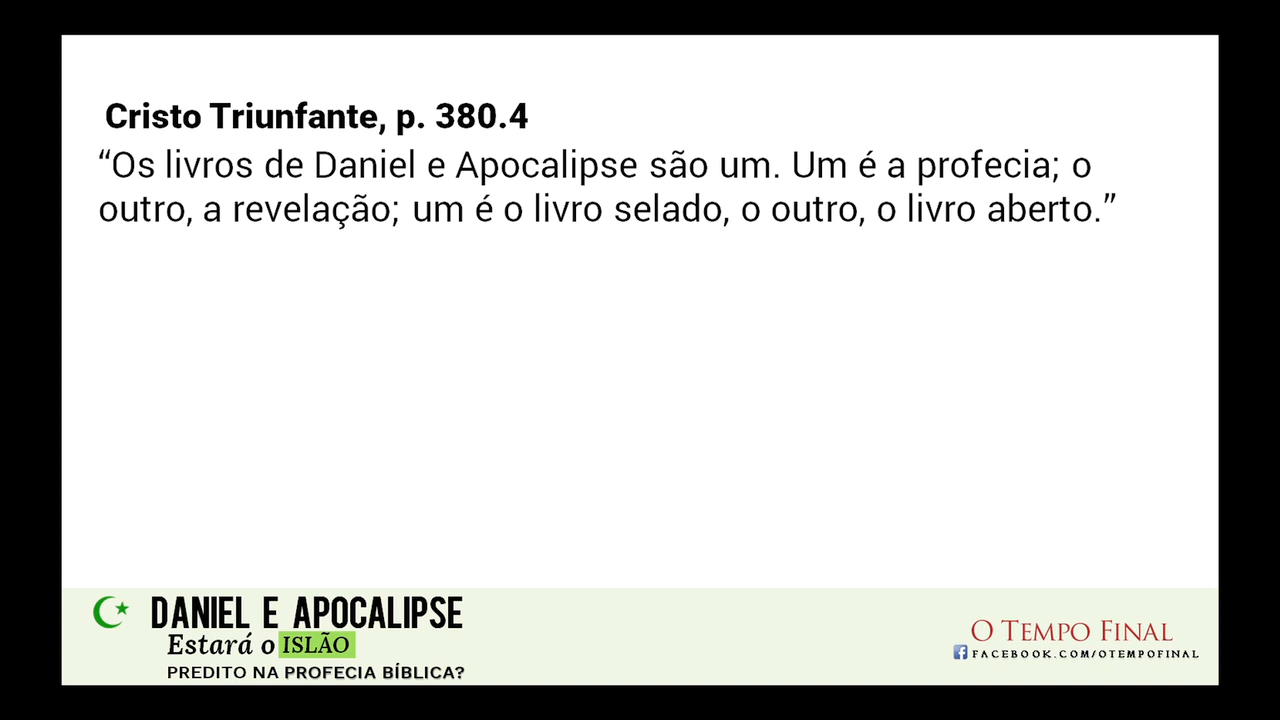 Cristo Triunfante, p. 380.4
“Os livros de Daniel e Apocalipse são um. Um é a profecia; o
outro, a revelação; um é o livro selado, o outro, o livro aberto.”
DANIEL E APOCALIPSE
Estará o ISLÃO
PREDITO NA PROFECIA BÍBLICA?
O TEMPO FINAL
FACEBOOK.COM/OTEMPOFINAL